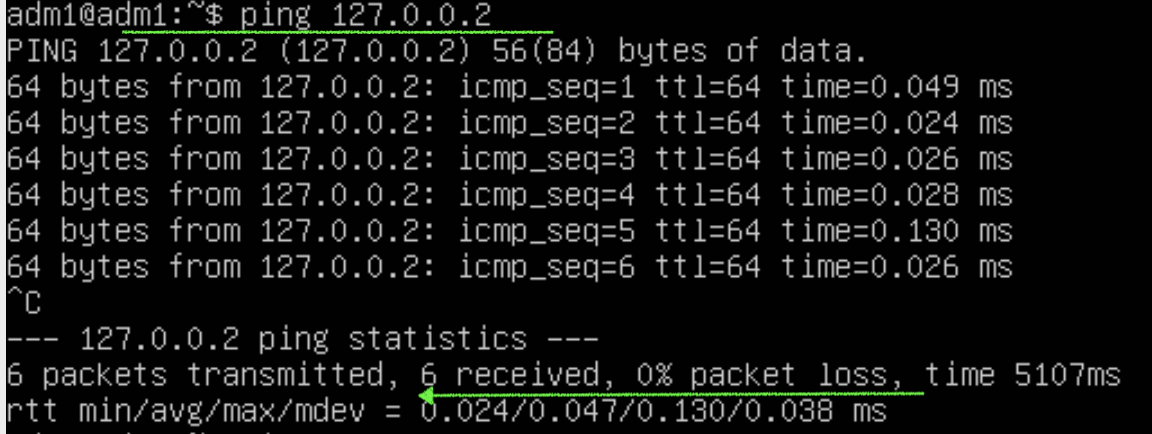 adm1@adm1:~$ ping 127.0.0.2
PING 127.0.0.2 (127.0.0.2) 56(84) bytes of data.
64 bytes from 127.0.0.2: icmp_seq=1 ttl=64 time=0.049 ms
64 bytes from 127.0.0.2: icmp_seq=2 ttl=64 time=0.024 ms
64 bytes from 127.0.0.2: icmp_seq=3 ttl=64 time=0.026 ms
64 bytes from 127.0.0.2: icmp_seq=4 ttl=64 time=0.028 ms
64 bytes from 127.0.0.2: icmp_seq=5 ttl=64 time=0.130 ms
64 bytes from 127.0.0.2: icmp_seq=6 ttl=64 time=0.026 ms
^C
--- 127.0.0.2 ping statistics ---
6 packets transmitted, 6 received, 0% packet loss, time 5107ms
rtt min/avg/max/mdev = 0.024/0.047/0.130/0.038 ms